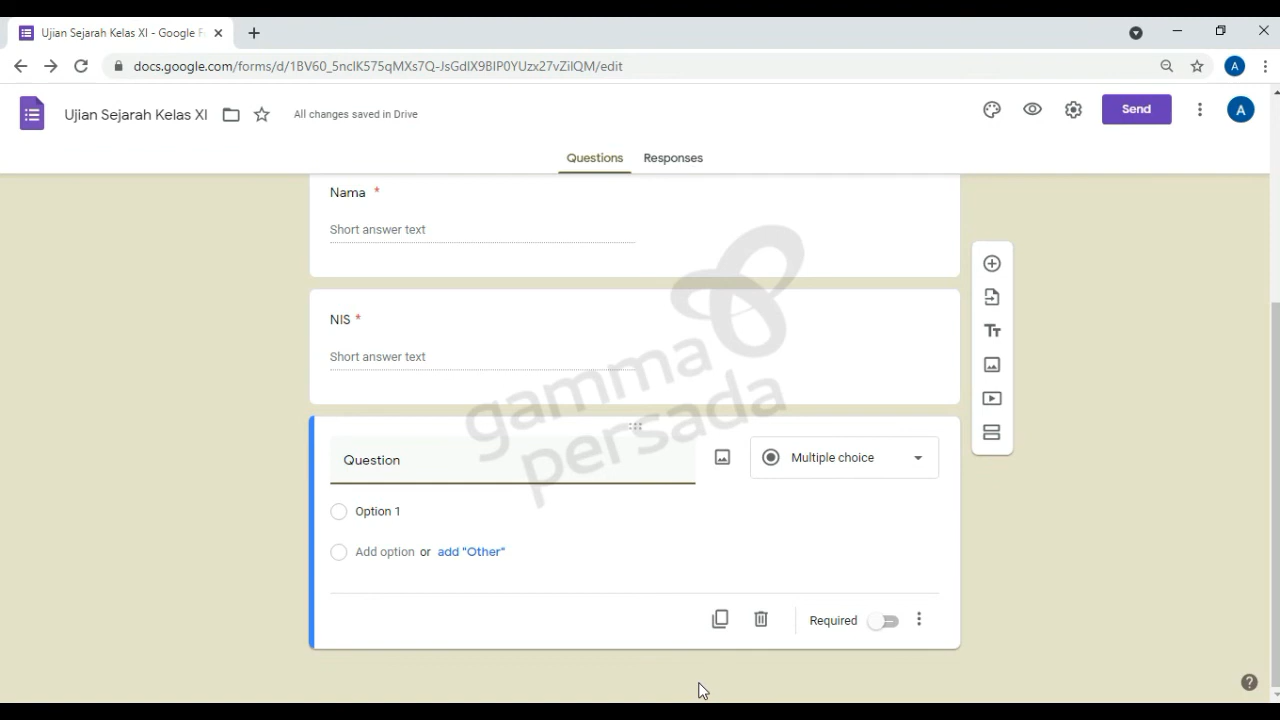 Ujian Sejarah Kelas XI - Google F
docs.google.com/forms/d/1BV60_5nclK575qMXs7Q-JsGdlX9BIP0YUzx27vZilQM/edit
A
Ujian Sejarah Kelas XI
All changes saved in Drive
Send
A
Questions
Responses
Nama *
Short answer text
NIS *
Short answer text
gamma
persada
Question
Multiple choice
Option 1
Add option or add "Other"
Required